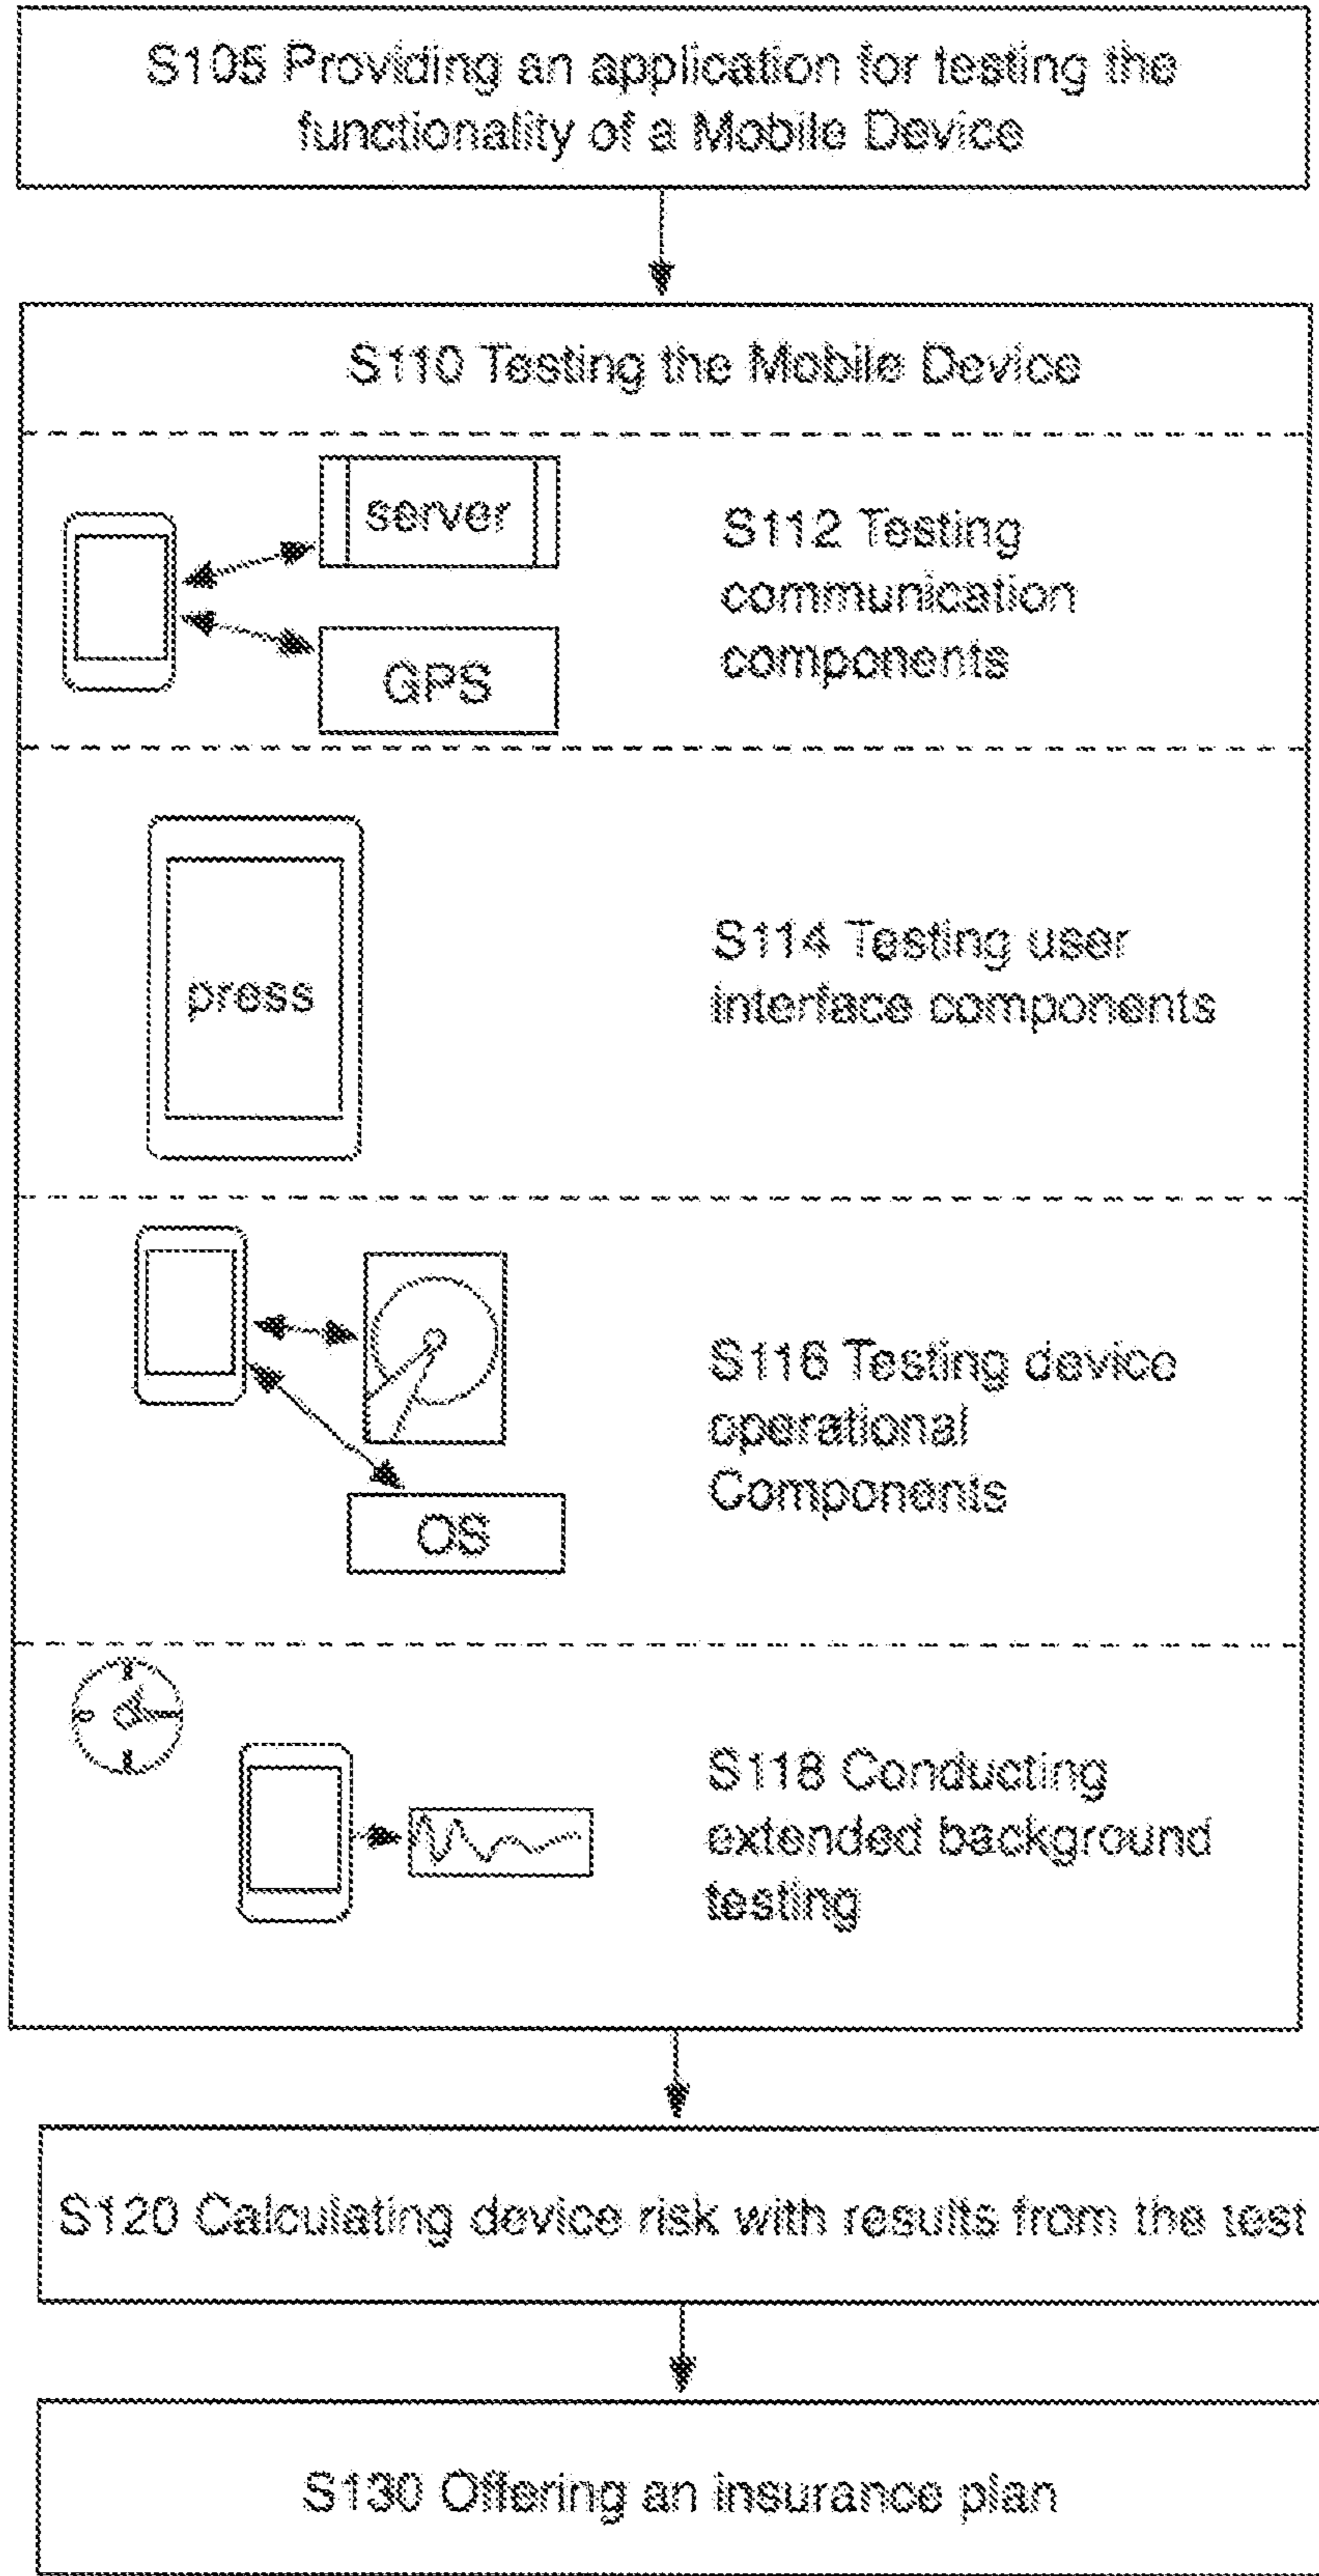 S105 Providing an application for testing the
functionality of a Mobile Device
S110 Testing the Mobile Device
server
GPS
S112 Testing
communication
components
press
S114 Testing user
interface components
OS
S116 Testing device
operational
Components
S118 Conducting
extended background
testing
S120 Calculating device risk with results from the test
S130 Offering an insurance plan